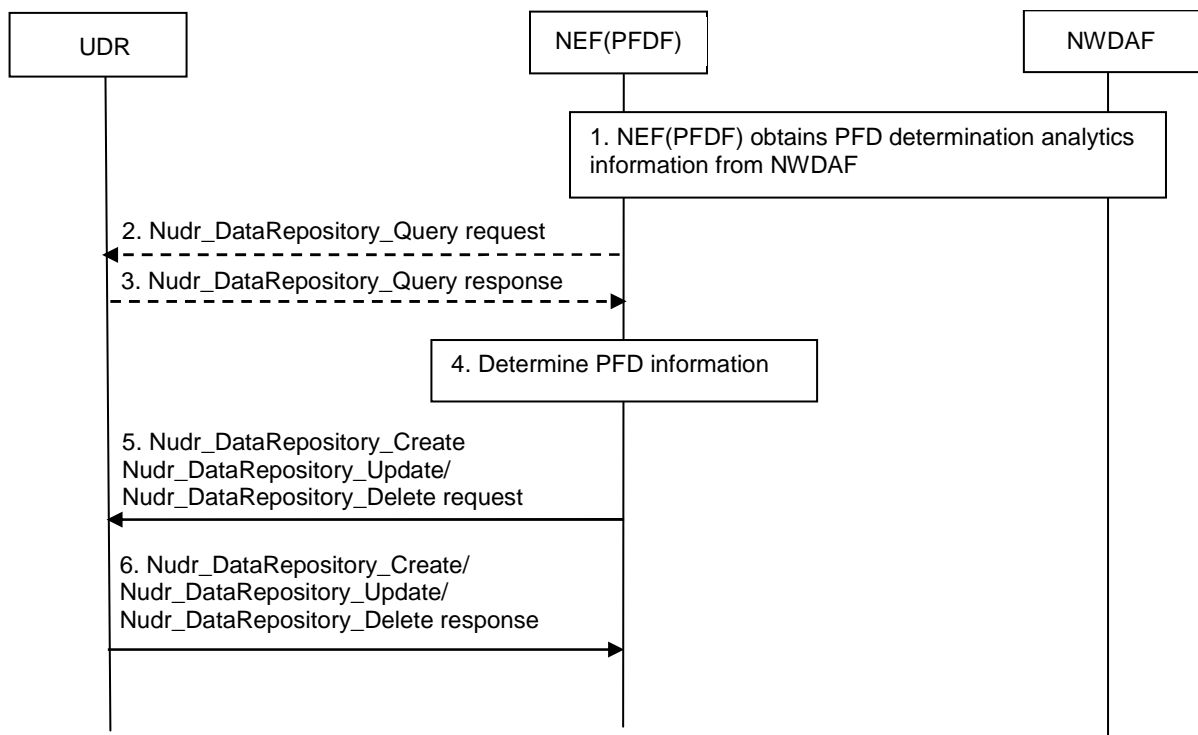 UDR
NEF(PFDF)
NWDAF
1. NEF(PFDF) obtains PFD determination analytics
information from NWDAF
2. Nudr_DataRepository_Query request
3. Nudr_DataRepository_Query response
4. Determine PFD information
5. Nudr_DataRepository_Create
Nudr_DataRepository_Update/
Nudr_DataRepository_Delete request
6. Nudr_DataRepository_Create/
Nudr_DataRepository_Update/
Nudr_DataRepository_Delete response